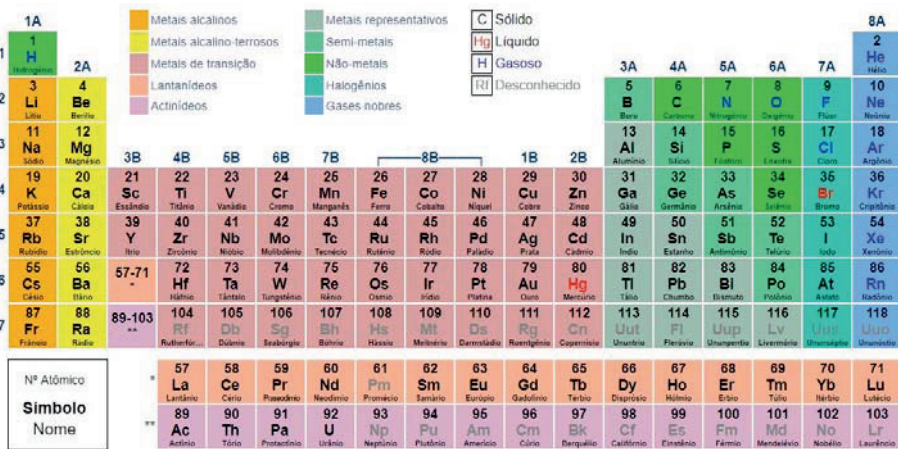 1A 8A
Metais alcalinos
Metais alcalino-terrosos
Metais de transição
Lantanídeos
Actinídeos
Metais representativos
Semi-metais
Não-metais
Halogênios
Gases nobres
C Sólido
Hg Líquido
H Gasoso
Rf Desconhecido
1 1 2
H He
Hidrogênio Hélio
2A 3A 4A 5A 6A 7A
2 3 4 5 6 7 8 9 10
Li Be B C N O F Ne
Lítio Berílio Boro Carbono Nitrogênio Oxigênio Flúor Neônio
3 11 12 13 14 15 16 17 18
Na Mg Al Si P S Cl Ar
Sódio Magnésio Alumínio Silício Fósforo Enxofre Cloro Argônio
3B 4B 5B 6B 7B 8B 1B 2B
4 19 20 21 22 23 24 25 26 27 28 29 30 31 32 33 34 35 36
K Ca Sc Ti V Cr Mn Fe Co Ni Cu Zn Ga Ge As Se Br Kr
Potássio Cálcio Escândio Titânio Vanádio Cromo Manganês Ferro Cobalto Níquel Cobre Zinco Gálio Germânio Arsênio Selênio Bromo Criptônio
5 37 38 39 40 41 42 43 44 45 46 47 48 49 50 51 52 53 54
Rb Sr Y Zr Nb Mo Tc Ru Rh Pd Ag Cd In Sn Sb Te I Xe
Rubídio Estrôncio Ítrio Zircônio Nióbio Molibdênio Tecnécio Rutênio Ródio Paládio Prata Cádmio Índio Estanho Antimônio Telúrio Iodo Xenônio
6 55 56 57-71 72 73 74 75 76 77 78 79 80 81 82 83 84 85 86
Cs Ba * Hf Ta W Re Os Ir Pt Au Hg Tl Pb Bi Po At Rn
Césio Bário Háfnio Tântalo Tungstênio Rênio Ósmio Irídio Platina Ouro Mercúrio Tálio Chumbo Bismuto Polônio Astato Radônio
7 87 88 89-103 104 105 106 107 108 109 110 111 112 113 114 115 116 117 118
Fr Ra ** Rf Db Sg Bh Hs Mt Ds Rg Cn Uut Fl Uup Lv Uus Uuo
Frâncio Rádio Rutherfór... Dúbnio Seabórgio Bóhrio Hássio Meitnério Darmstádio Roentgênio Copernício Ununtrio Fleróvio Ununpentio Livermório Ununséptio Ununóctio
Nº Atômico
Símbolo
Nome
* 57 58 59 60 61 62 63 64 65 66 67 68 69 70 71
La Ce Pr Nd Pm Sm Eu Gd Tb Dy Ho Er Tm Yb Lu
Lantânio Cério Praseodímio Neodímio Promécio Samário Európio Gadolínio Térbio Disprósio Hólmio Érbio Túlio Itérbio Lutécio
** 89 90 91 92 93 94 95 96 97 98 99 100 101 102 103
Ac Th Pa U Np Pu Am Cm Bk Cf Es Fm Md No Lr
Actínio Tório Protactínio Urânio Neptúnio Plutônio Amerício Cúrio Berquélio Califórnio Einstênio Férmio Mendelévio Nobélio Laurêncio